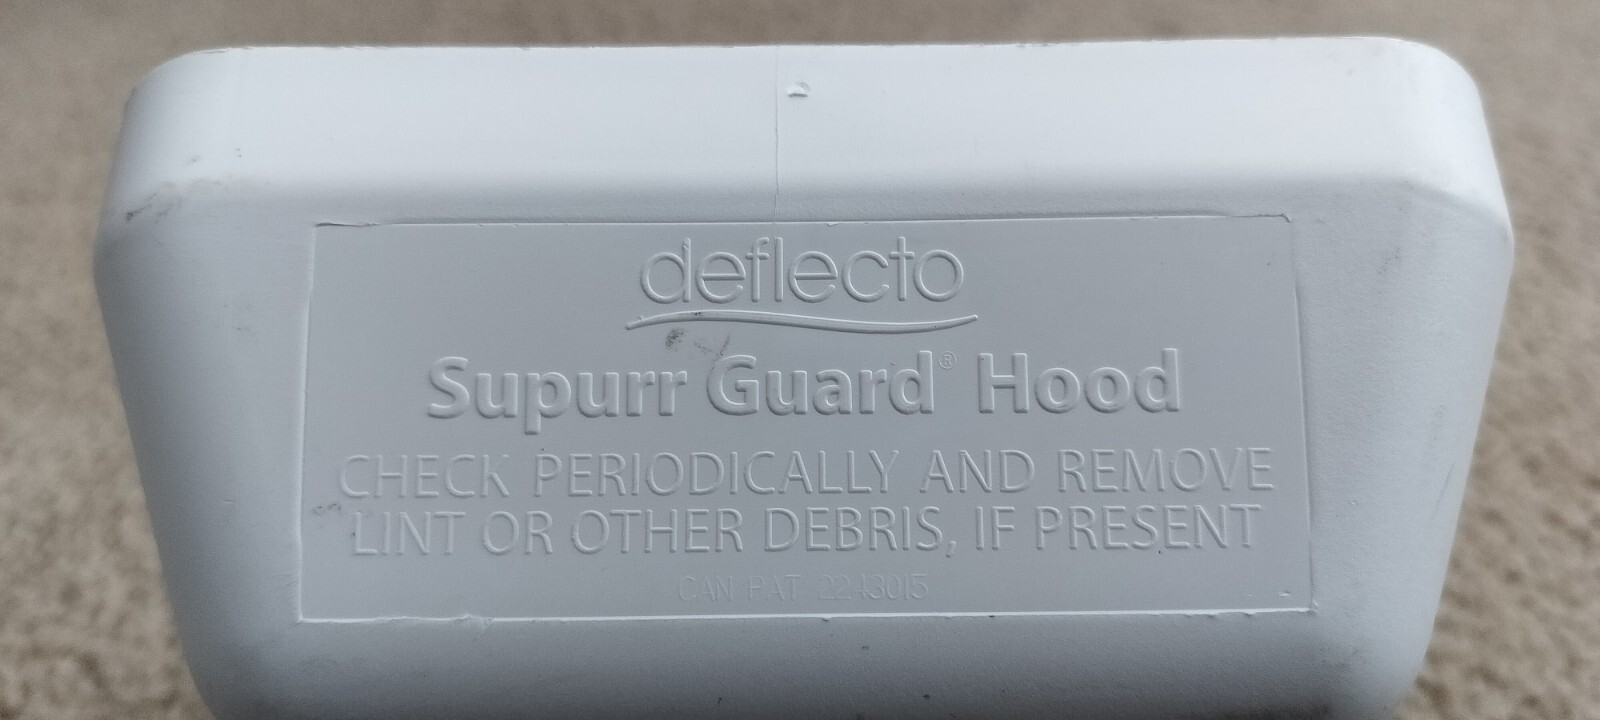 deflecto
Supurr Guard® Hood
CHECK PERIODICALLY AND REMOVE
LINT OR OTHER DEBRIS, IF PRESENT
CAN PAT 2243015